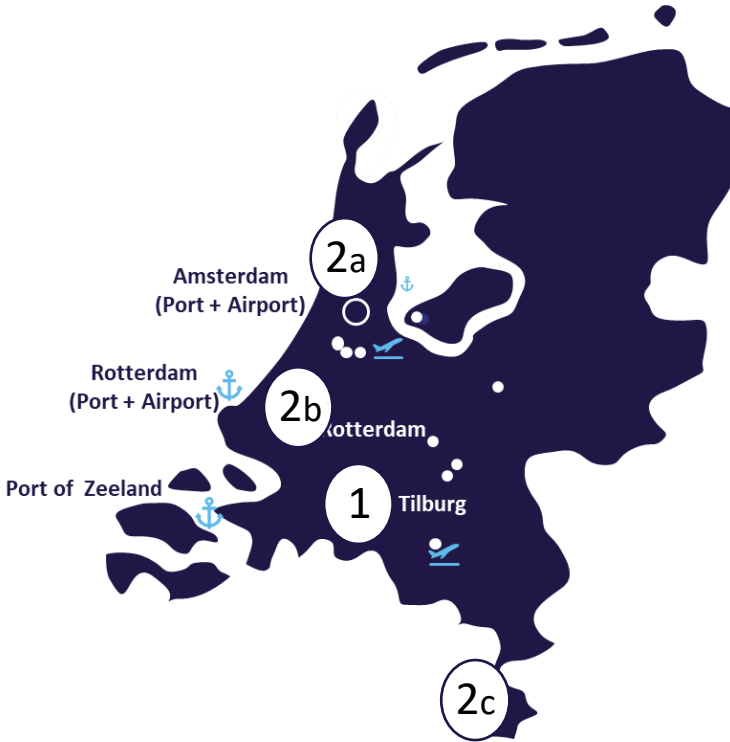 2a
Amsterdam
(Port + Airport)
Rotterdam
(Port + Airport)
2b
Rotterdam
Port of Zeeland
1
Tilburg
2c